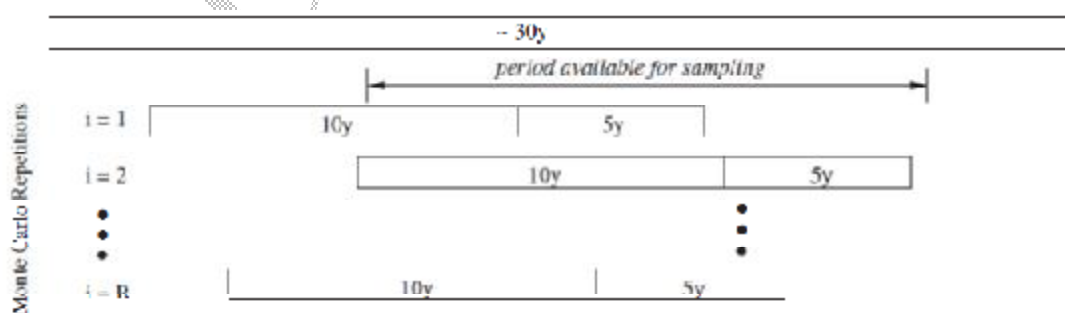 ~ 30y
period available for sampling
Monte Carlo Repetitions
i = 1
10y
5y
i = 2
10y
5y
i = R
10y
5y